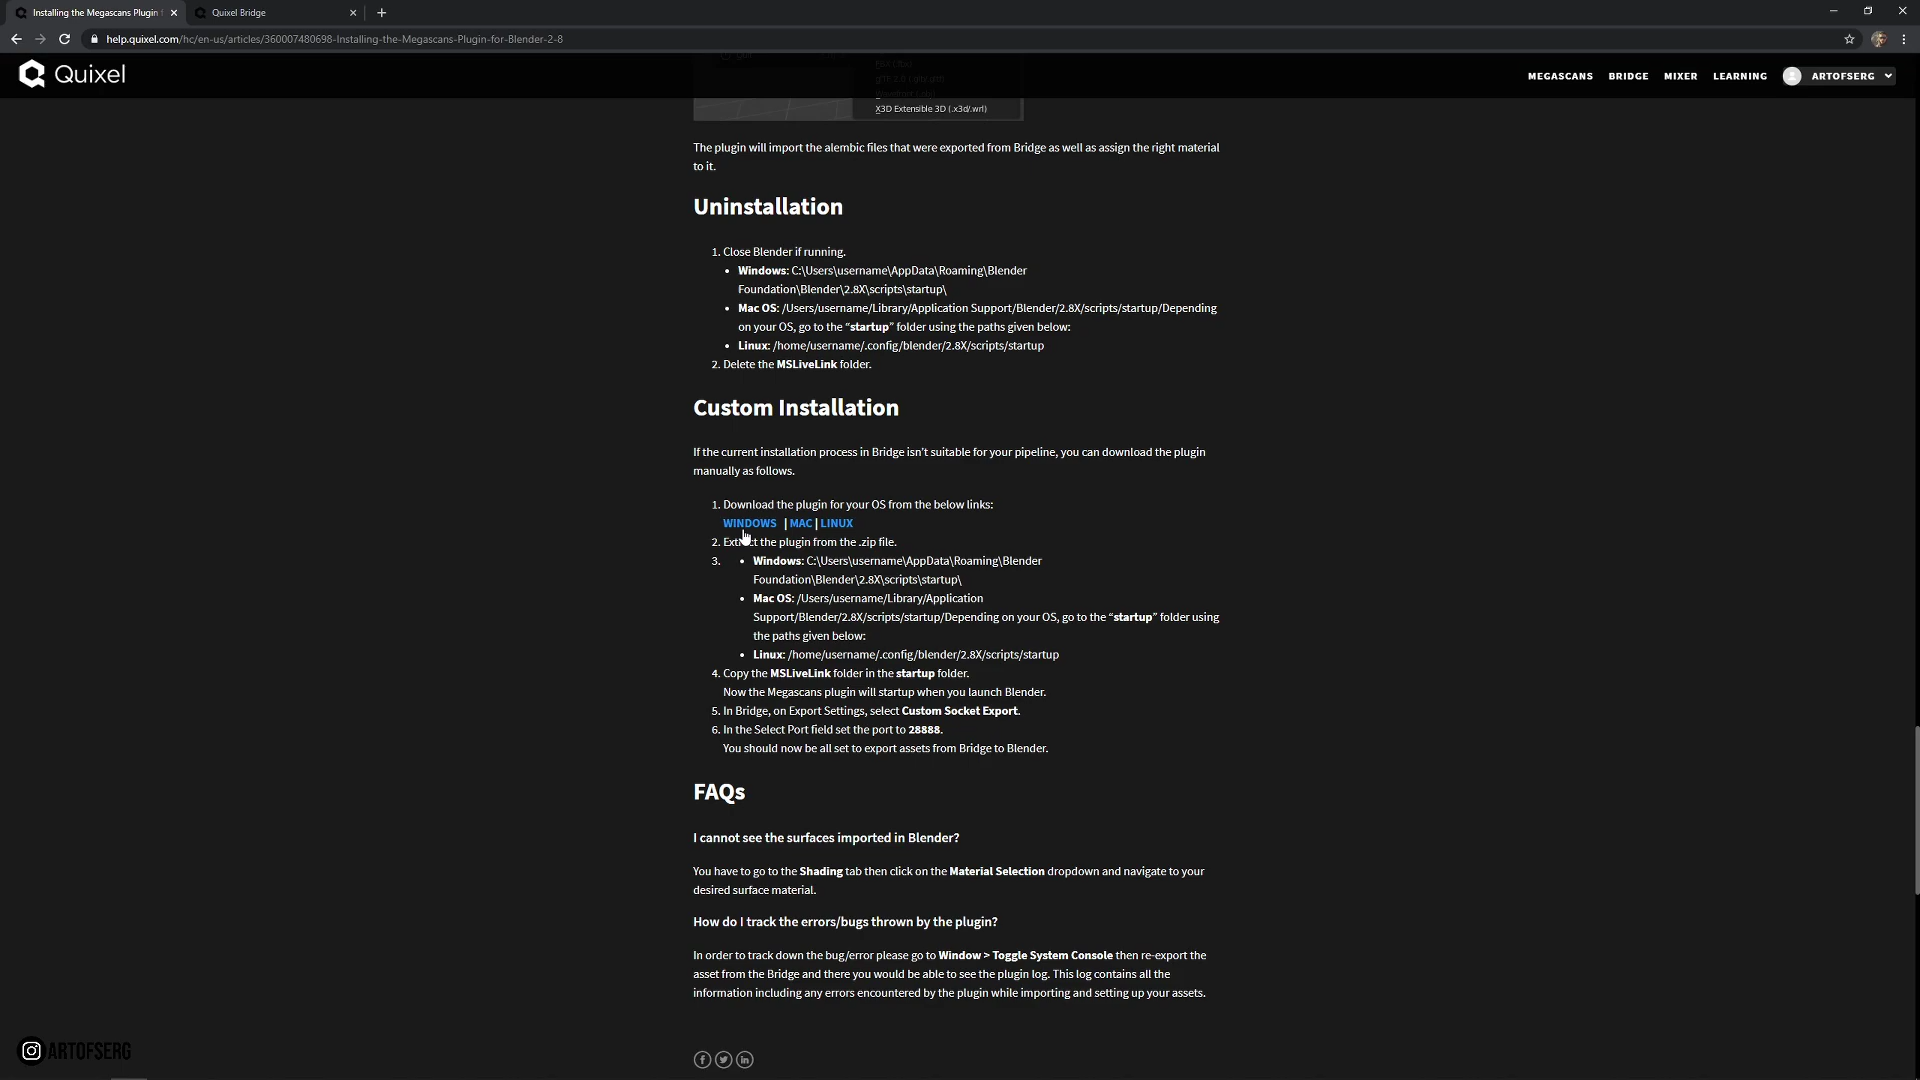 Installing the Megascans Plugin
Quixel Bridge
help.quixel.com/hc/en-us/articles/360007480698-Installing-the-Megascans-Plugin-for-Blender-2-8
Quixel
MEGASCANS BRIDGE MIXER LEARNING ARTOFSERG
X3D Extensible 3D (.x3d/.wrl)
The plugin will import the alembic files that were exported from Bridge as well as assign the right material
to it.
Uninstallation
1. Close Blender if running.
• Windows: C:\Users\username\AppData\Roaming\Blender
Foundation\Blender\2.8X\scripts\startup\
• Mac OS: /Users/username/Library/Application Support/Blender/2.8X/scripts/startup/Depending
on your OS, go to the “startup” folder using the paths given below:
• Linux: /home/username/.config/blender/2.8X/scripts/startup
2. Delete the MSLiveLink folder.
Custom Installation
If the current installation process in Bridge isn't suitable for your pipeline, you can download the plugin
manually as follows.
1. Download the plugin for your OS from the below links:
WINDOWS | MAC | LINUX
2. Extract the plugin from the .zip file.
3. • Windows: C:\Users\username\AppData\Roaming\Blender
Foundation\Blender\2.8X\scripts\startup\
• Mac OS: /Users/username/Library/Application
Support/Blender/2.8X/scripts/startup/Depending on your OS, go to the “startup” folder using
the paths given below:
• Linux: /home/username/.config/blender/2.8X/scripts/startup
4. Copy the MSLiveLink folder in the startup folder.
Now the Megascans plugin will startup when you launch Blender.
5. In Bridge, on Export Settings, select Custom Socket Export.
6. In the Select Port field set the port to 28888.
You should now be all set to export assets from Bridge to Blender.
FAQs
I cannot see the surfaces imported in Blender?
You have to go to the Shading tab then click on the Material Selection dropdown and navigate to your
desired surface material.
How do I track the errors/bugs thrown by the plugin?
In order to track down the bug/error please go to Window > Toggle System Console then re-export the
asset from the Bridge and there you would be able to see the plugin log. This log contains all the
information including any errors encountered by the plugin while importing and setting up your assets.
ARTOFSERG